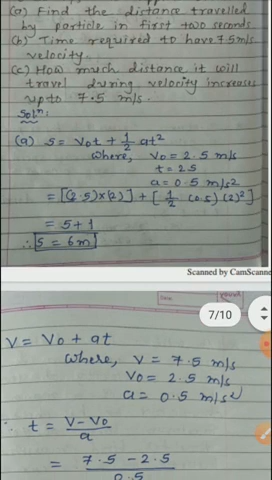 (a) Find the distance travelled
by particle in first two seconds
(b) Time required to have 7.5 m/s
velocity.
(c) How much distance it will
travel during velocity increases
upto 7.5 m/s.
Solⁿ:
(a) S = V₀t + 1/2 at²
where, V₀ = 2.5 m/s
t = 2S
a = 0.5 m/s²
= [(2.5)x(2)] + [1/2 (0.5) (2)²]
= 5+1
∴ S = 6m
Scanned by CamScanne
Date
7/10
V = V₀ + at
where, V = 7.5 m/s
V₀ = 2.5 m/s
a = 0.5 m/s²
∴ t = V - V₀ / a
= 7.5 - 2.5
0.5